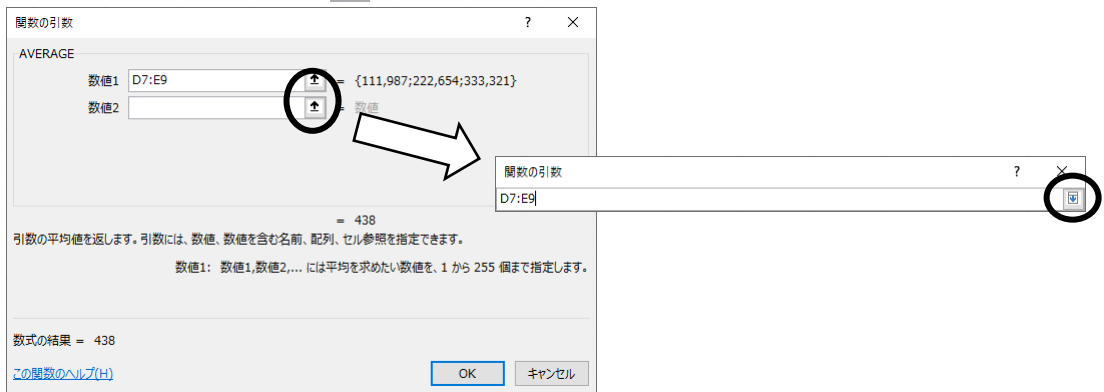 関数の引数 ?
AVERAGE
数値1 D7:E9 = {111,987;222,654;333,321}
数値2 = 数値
関数の引数 ?
D7:E9
= 438
引数の平均値を返します。引数には、数値、数値を含む名前、配列、セル参照を指定できます。
数値1: 数値1,数値2,... には平均を求めたい数値を、1 から 255 個まで指定します。
数式の結果 = 438
この関数のヘルプ(H)
OK キャンセル